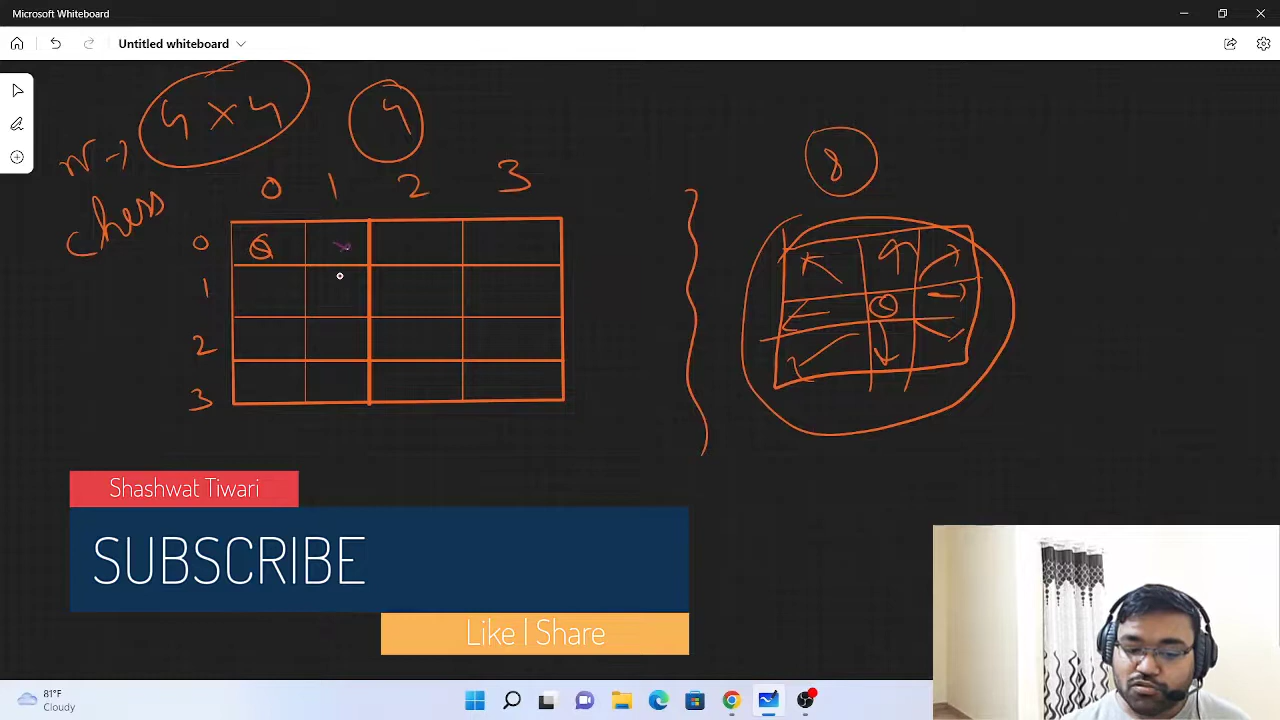 Microsoft Whiteboard
Untitled whiteboard
4 x 4
4
n →
chess
0 1 2 3
0 Q x
1
2
3
8
Q
Shashwat Tiwari
SUBSCRIBE
Like | Share
81°F
Cloudy